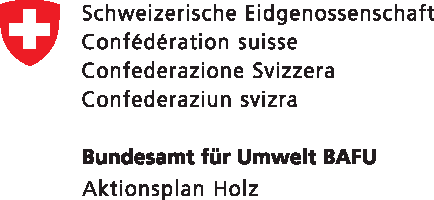 Schweizerische Eidgenossenschaft
Confédération suisse
Confederazione Svizzera
Confederaziun svizra
Bundesamt für Umwelt BAFU
Aktionsplan Holz